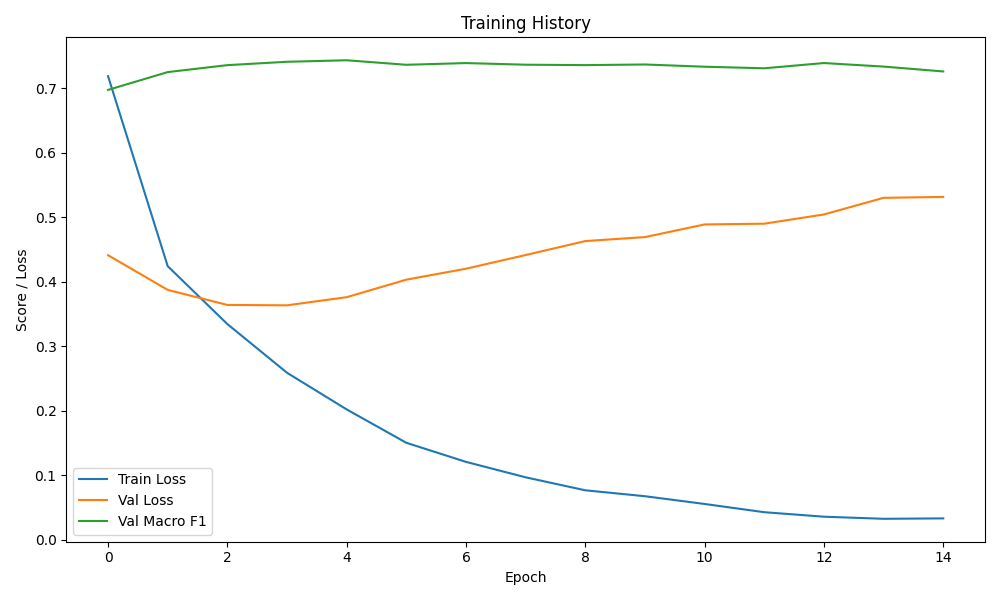 Training History
Score / Loss
0.7
0.6
0.5
0.4
0.3
0.2
0.1
0.0
Train Loss
Val Loss
Val Macro F1
0 2 4 6 8 10 12 14
Epoch